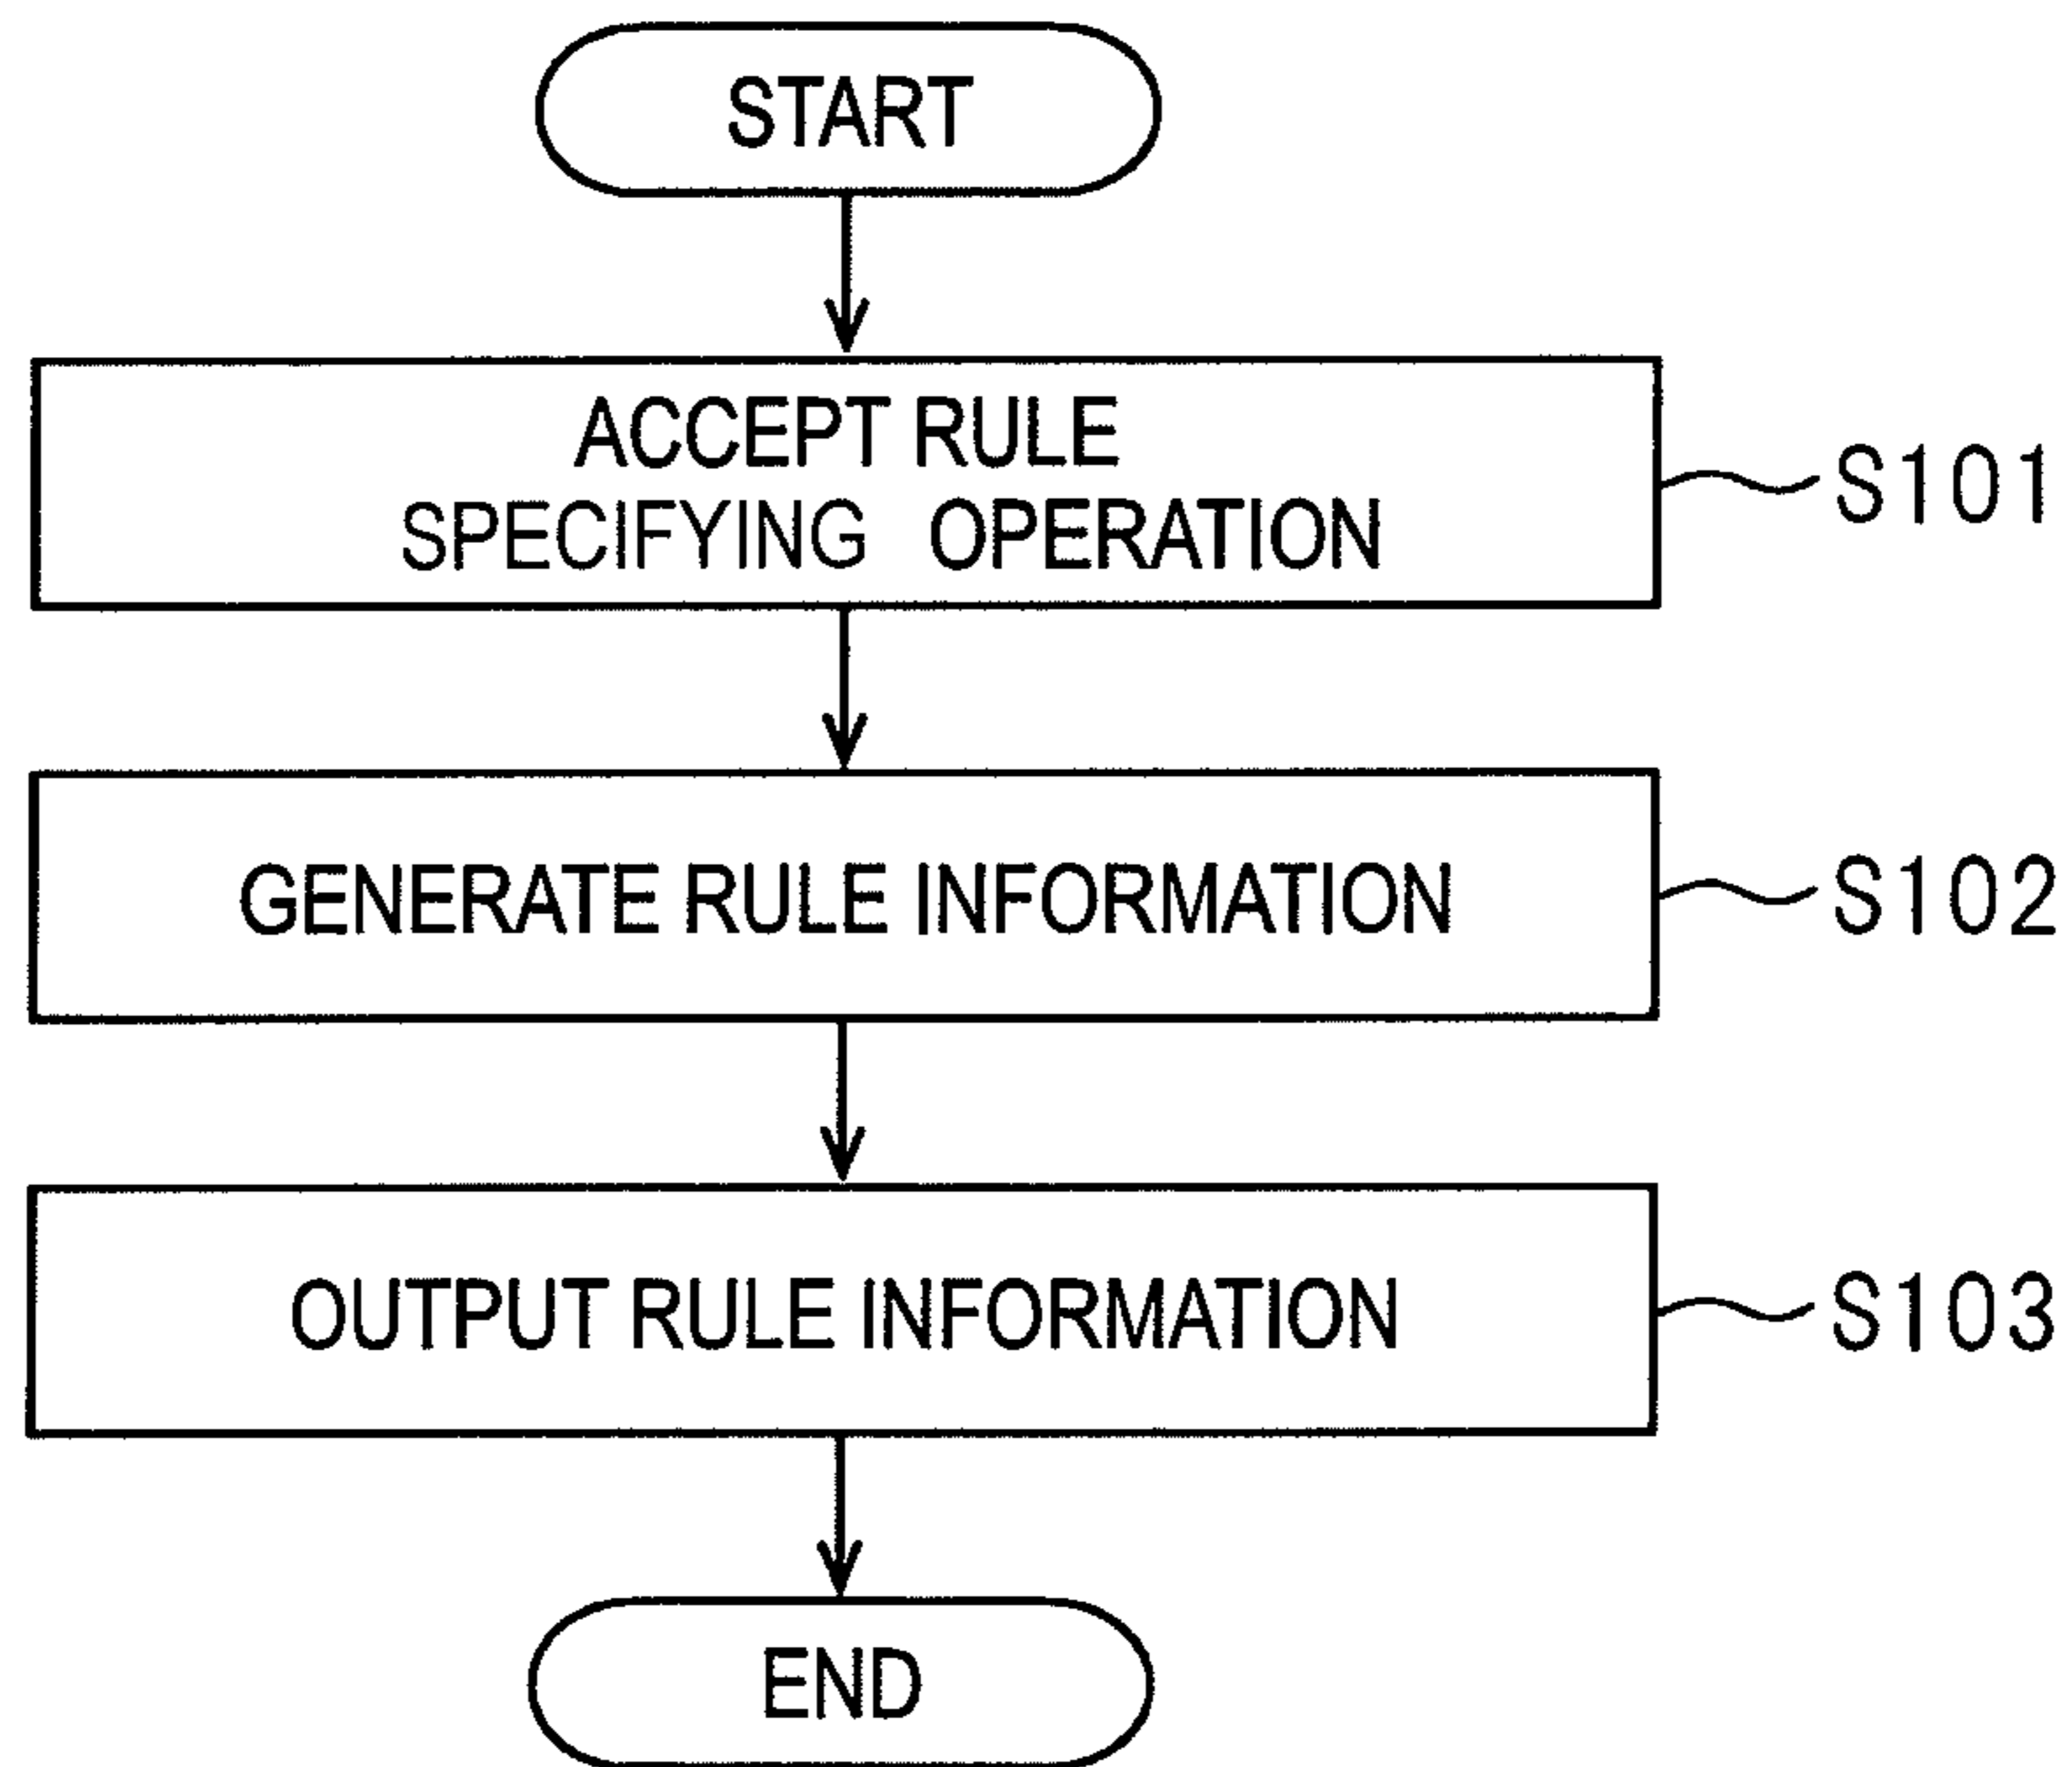 START
ACCEPT RULE
SPECIFYING OPERATION
S101
GENERATE RULE INFORMATION
S102
OUTPUT RULE INFORMATION
S103
END